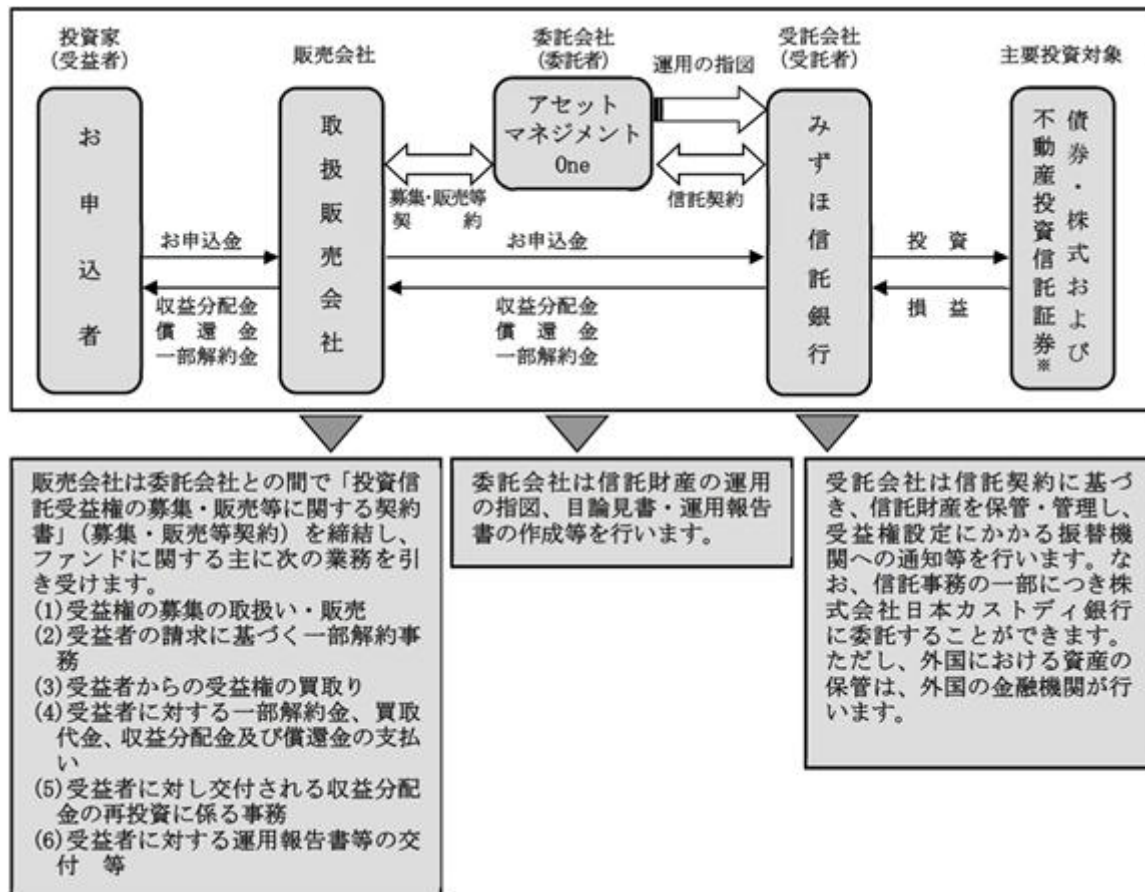 投資家
(受益者)
販売会社
委託会社
(委託者)
運用の指図
受託会社
(受託者)
主要投資対象
お申込者
取扱販売会社
アセット
マネジメント
One
みずほ信託銀行
債券・株式および
不動産投資信託証券※
募集・販売等
契　約
信託契約
お申込金
お申込金
投　資
収益分配金
償　還　金
一部解約金
収益分配金
償　還　金
一部解約金
損　益
販売会社は委託会社との間で「投資信
託受益権の募集・販売等に関する契約
書」(募集・販売等契約) を締結し、
ファンドに関する主に次の業務を引
き受けます。
(1)受益権の募集の取扱い・販売
(2)受益者の請求に基づく一部解約事
務
(3)受益者からの受益権の買取り
(4)受益者に対する一部解約金、買取
代金、収益分配金及び償還金の支払
い
(5)受益者に対し交付される収益分配
金の再投資に係る事務
(6)受益者に対する運用報告書等の交
付　等
委託会社は信託財産の運用
の指図、目論見書・運用報告
書の作成等を行います。
受託会社は信託契約に基づ
き、信託財産を保管・管理し、
受益権設定にかかる振替機
関への通知等を行います。な
お、信託事務の一部につき株
式会社日本カストディ銀行
に委託することができます。
ただし、外国における資産の
保管は、外国の金融機関が行
います。